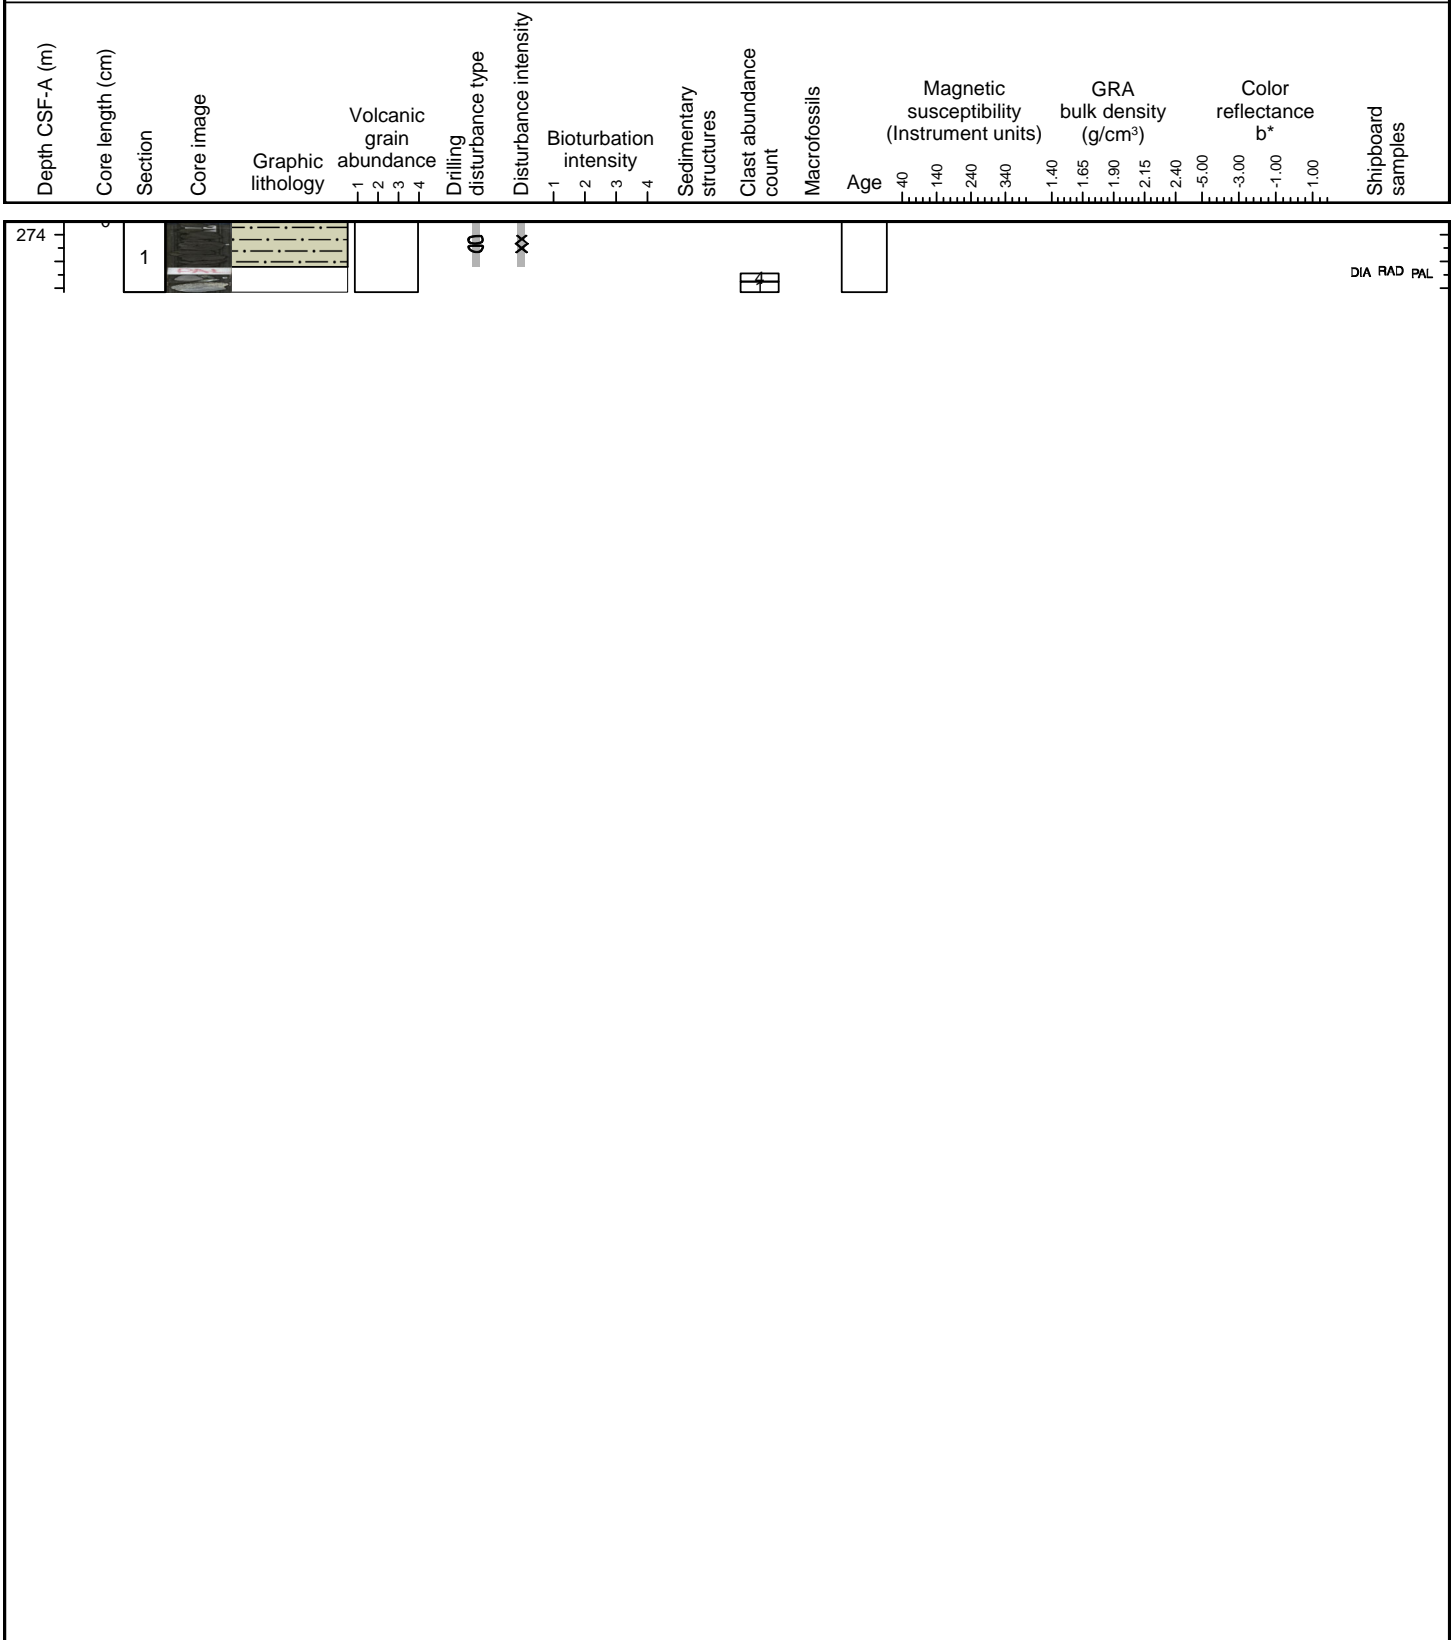 Depth CSF-A (m)
Core length (cm)
Section
Core image
Graphic
lithology
Volcanic
grain
abundance
1 2 3 4
Drilling
disturbance type
Disturbance intensity
Bioturbation
intensity
1 2 3 4
Sedimentary
structures
Clast abundance
count
Macrofossils
Age
Magnetic
susceptibility
(Instrument units)
40 140 240 340
GRA
bulk density
(g/cm³)
1.40 1.65 1.90 2.15 2.40
Color
reflectance
b*
-5.00 -3.00 -1.00 1.00
Shipboard
samples
274
1
PAL
DIA RAD PAL